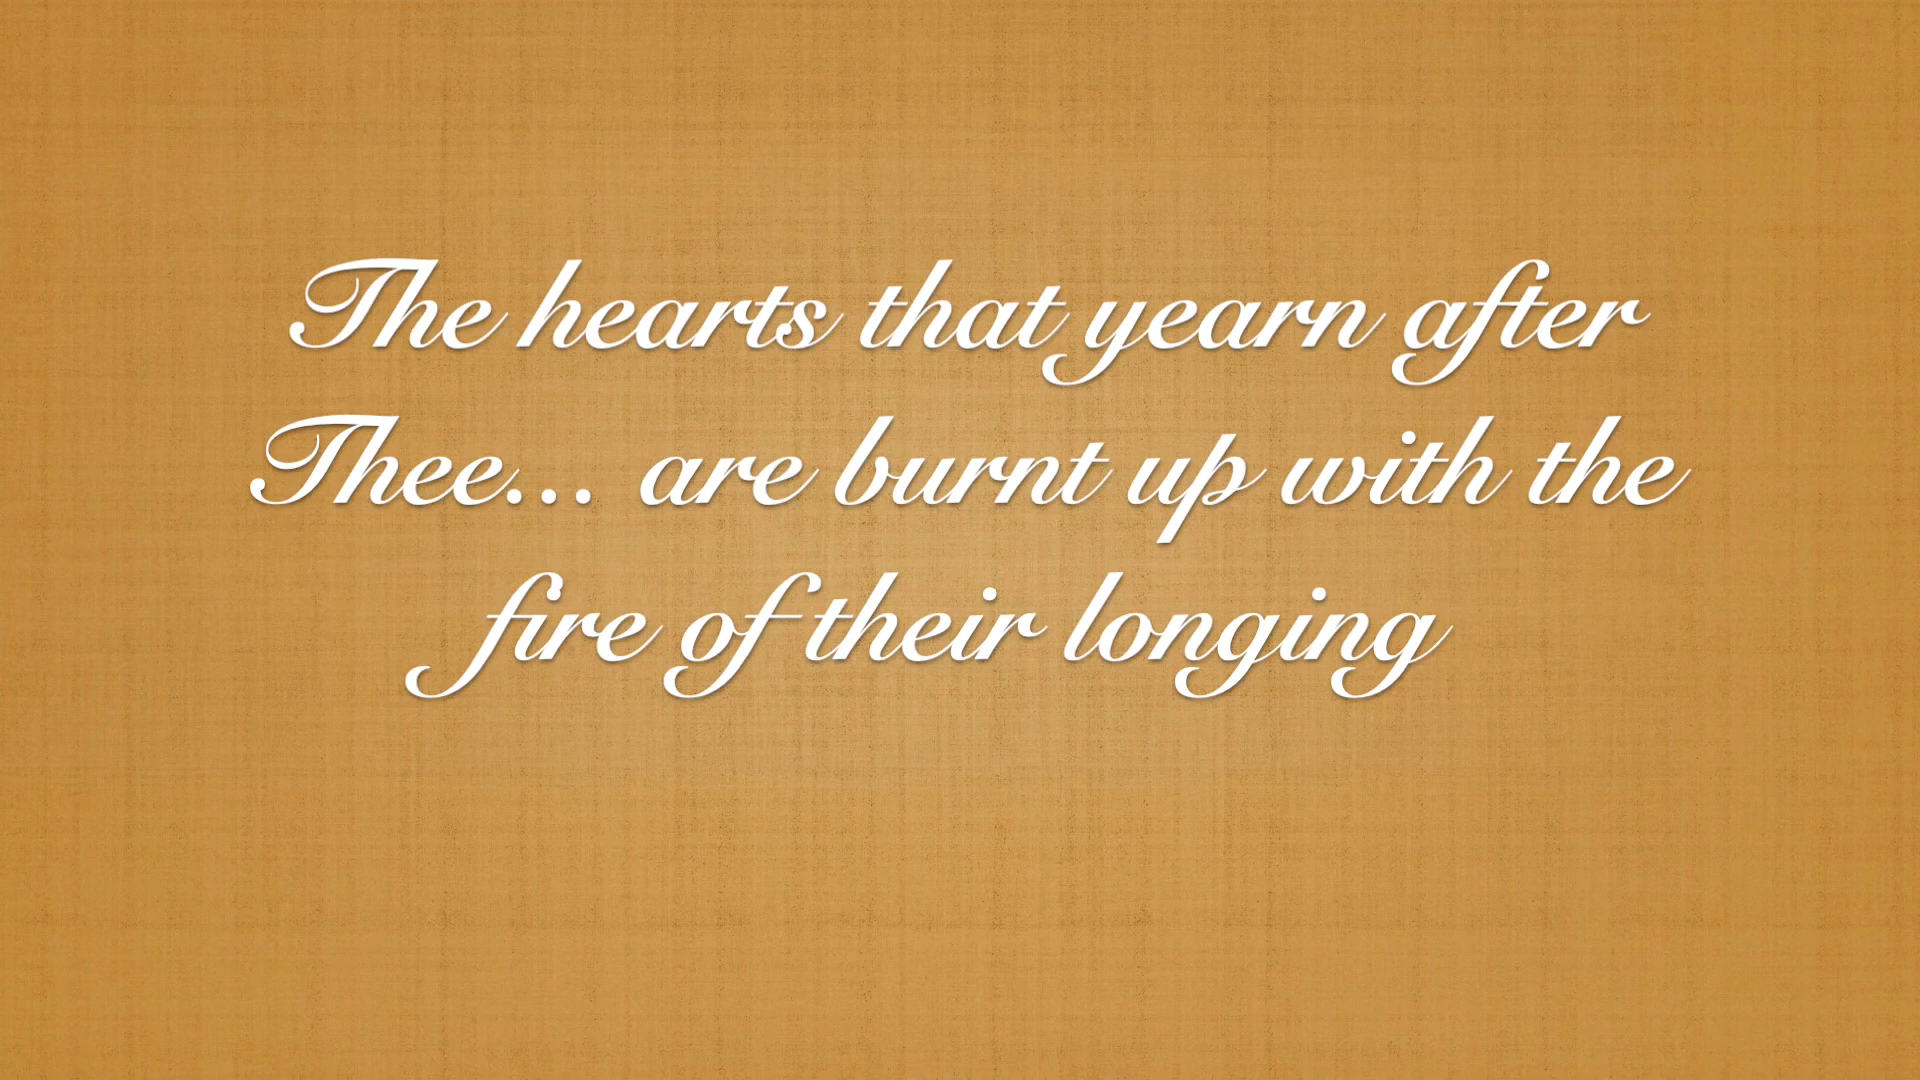 The hearts that yearn after
Thee... are burnt up with the
fire of their longing